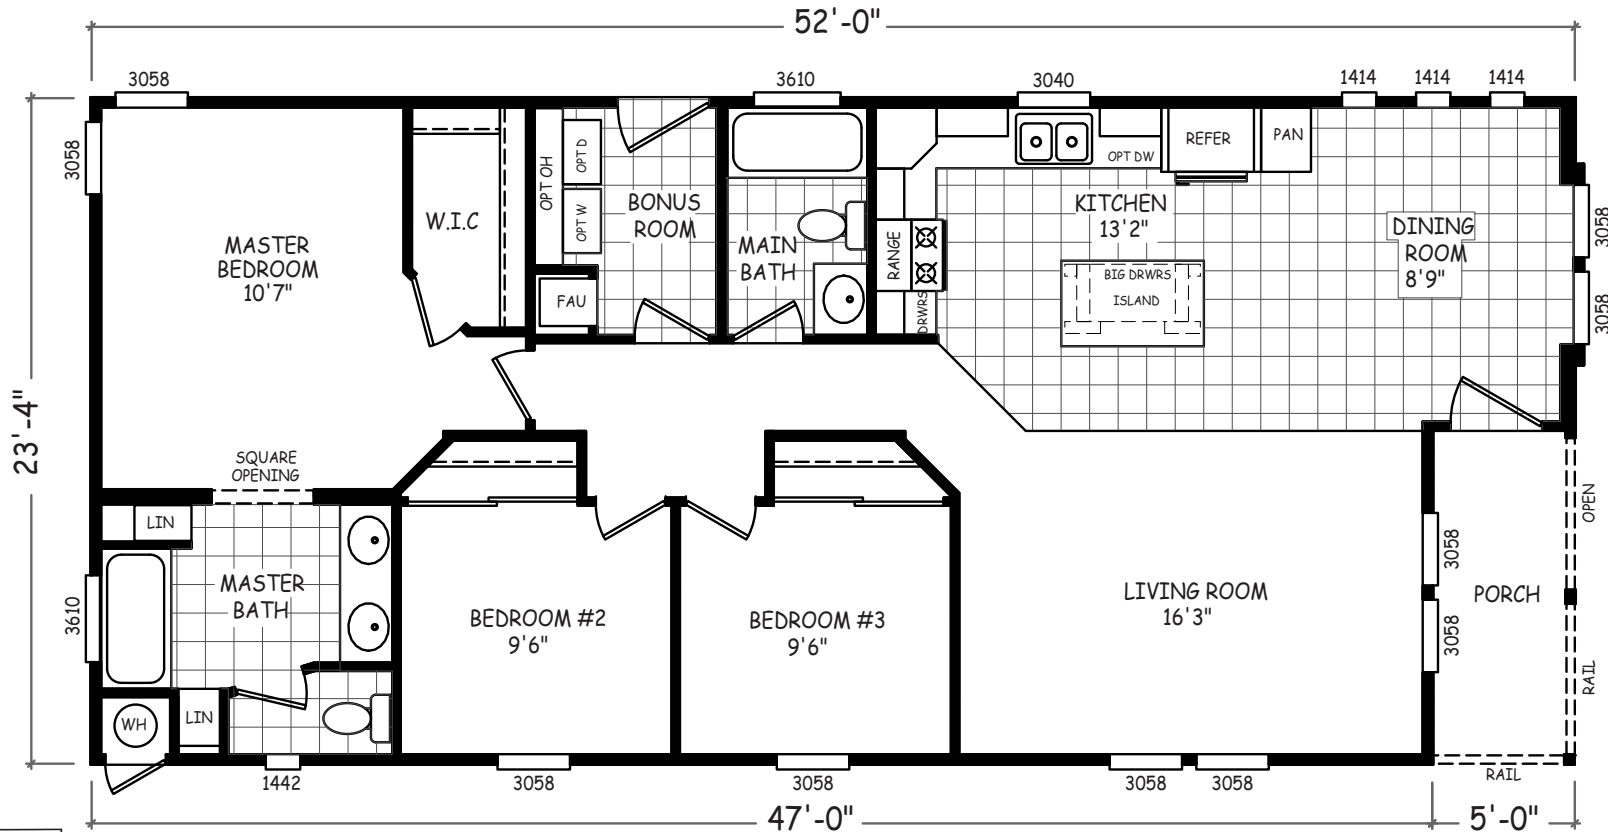 52'-0"
3058
3610
3040
1414
1414
1414
3058
OPT OH
OPT D
OPT W
REFER
PAN
OPT DW
W.I.C
BONUS
ROOM
MAIN
BATH
KITCHEN
13'2"
DINING
ROOM
8'9"
3058
3058
MASTER
BEDROOM
10'7"
FAU
RANGE
DRWRS
BIG DRWRS
ISLAND
23'-4"
SQUARE
OPENING
LIN
OPEN
3058
3058
MASTER
BATH
3610
BEDROOM #2
9'6"
BEDROOM #3
9'6"
LIVING ROOM
16'3"
PORCH
RAIL
WH
LIN
1442
3058
3058
3058
3058
RAIL
47'-0"
5'-0"